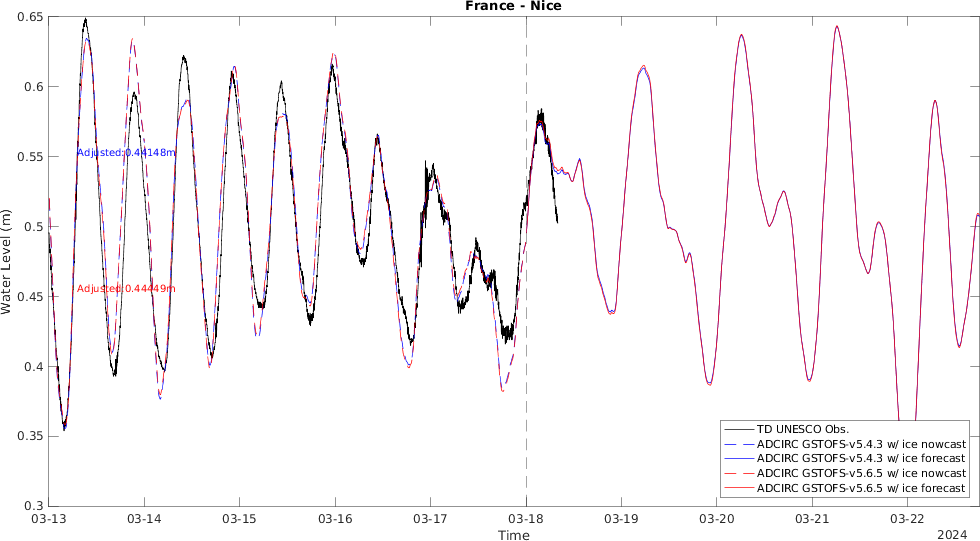 France - Nice
0.65
0.6
0.55
0.5
0.45
0.4
0.35
0.3
Water Level (m)
Adjusted:0.44148m
Adjusted:0.44449m
TD UNESCO Obs.
ADCIRC GSTOFS-v5.4.3 w/ ice nowcast
ADCIRC GSTOFS-v5.4.3 w/ ice forecast
ADCIRC GSTOFS-v5.6.5 w/ ice nowcast
ADCIRC GSTOFS-v5.6.5 w/ ice forecast
03-13 03-14 03-15 03-16 03-17 03-18 03-19 03-20 03-21 03-22
Time
2024